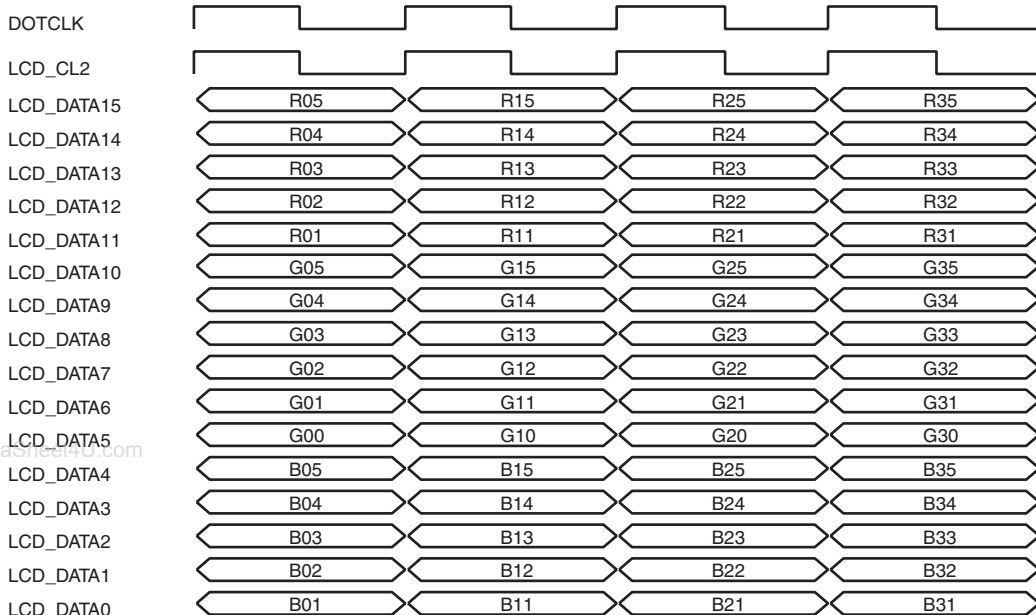 DOTCLK
LCD_CL2
LCD_DATA15 R05 R15 R25 R35
LCD_DATA14 R04 R14 R24 R34
LCD_DATA13 R03 R13 R23 R33
LCD_DATA12 R02 R12 R22 R32
LCD_DATA11 R01 R11 R21 R31
LCD_DATA10 G05 G15 G25 G35
LCD_DATA9 G04 G14 G24 G34
LCD_DATA8 G03 G13 G23 G33
LCD_DATA7 G02 G12 G22 G32
LCD_DATA6 G01 G11 G21 G31
LCD_DATA5 G00 G10 G20 G30
aSheet4U.com
LCD_DATA4 B05 B15 B25 B35
LCD_DATA3 B04 B14 B24 B34
LCD_DATA2 B03 B13 B23 B33
LCD_DATA1 B02 B12 B22 B32
LCD_DATA0 B01 B11 B21 B31